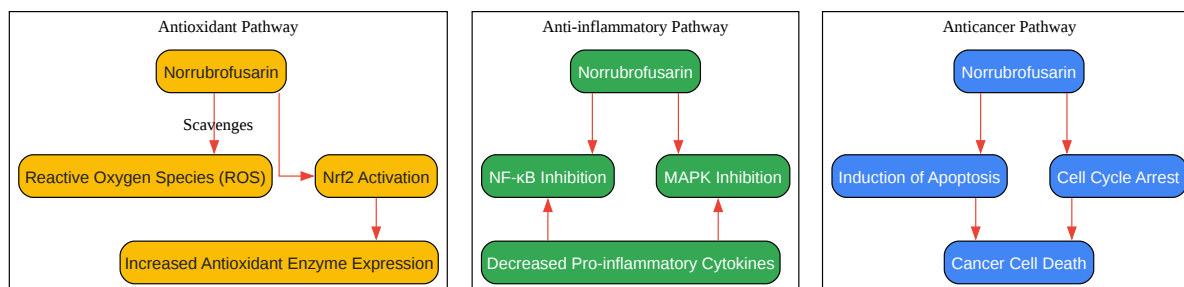 Antioxidant Pathway
Norrubrofusarin
Scavenges
Reactive Oxygen Species (ROS)
Nrf2 Activation
Increased Antioxidant Enzyme Expression
Anti-inflammatory Pathway
Norrubrofusarin
NF-κB Inhibition
MAPK Inhibition
Decreased Pro-inflammatory Cytokines
Anticancer Pathway
Norrubrofusarin
Induction of Apoptosis
Cell Cycle Arrest
Cancer Cell Death